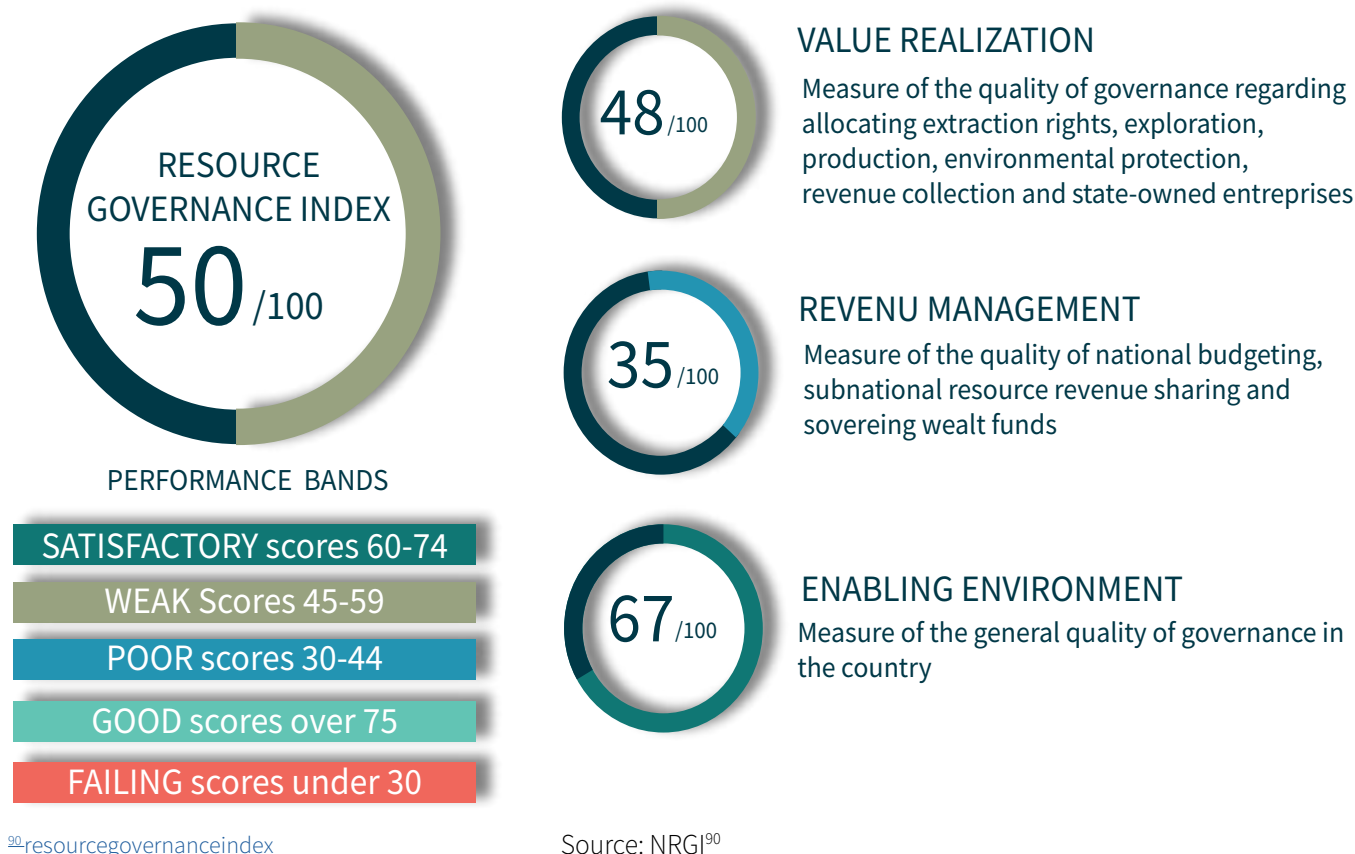 RESOURCE
GOVERNANCE INDEX
50 /100
PERFORMANCE BANDS
SATISFACTORY scores 60-74
WEAK Scores 45-59
POOR scores 30-44
GOOD scores over 75
FAILING scores under 30
90 resourcegovernanceindex
48 /100
VALUE REALIZATION
Measure of the quality of governance regarding
allocating extraction rights, exploration,
production, environmental protection,
revenue collection and state-owned entreprises
35 /100
REVENU MANAGEMENT
Measure of the quality of national budgeting,
subnational resource revenue sharing and
sovereing wealt funds
67 /100
ENABLING ENVIRONMENT
Measure of the general quality of governance in
the country
Source: NRGI90